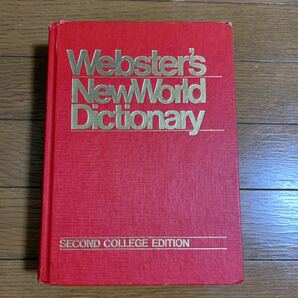 Webster's
NewWorld
Dictionary
SECOND COLLEGE EDITION